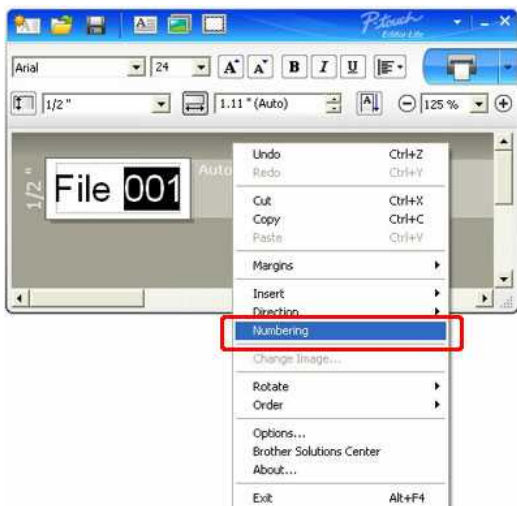 P-touch
Editor Lite
Arial 24 A A B I U
1/2 " 1.11 " (Auto) A 125 %
1/2 "
File 001
Auto
Undo Ctrl+Z
Redo Ctrl+Y
Cut Ctrl+X
Copy Ctrl+C
Paste Ctrl+V
Margins
Insert
Direction
Numbering
Change Image...
Rotate
Order
Options...
Brother Solutions Center
About...
Exit Alt+F4